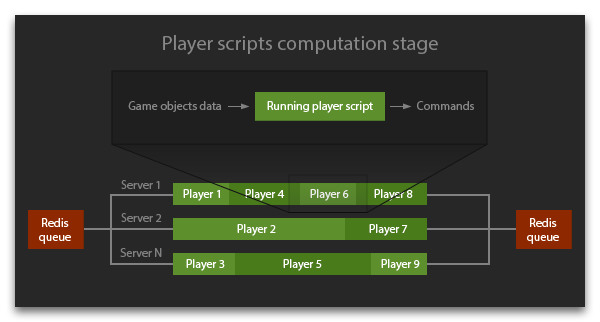 Player scripts computation stage
Game objects data
Running player script
Commands
Server 1
Player 1
Player 4
Player 6
Player 8
Redis
queue
Server 2
Player 2
Player 7
Redis
queue
Server N
Player 3
Player 5
Player 9